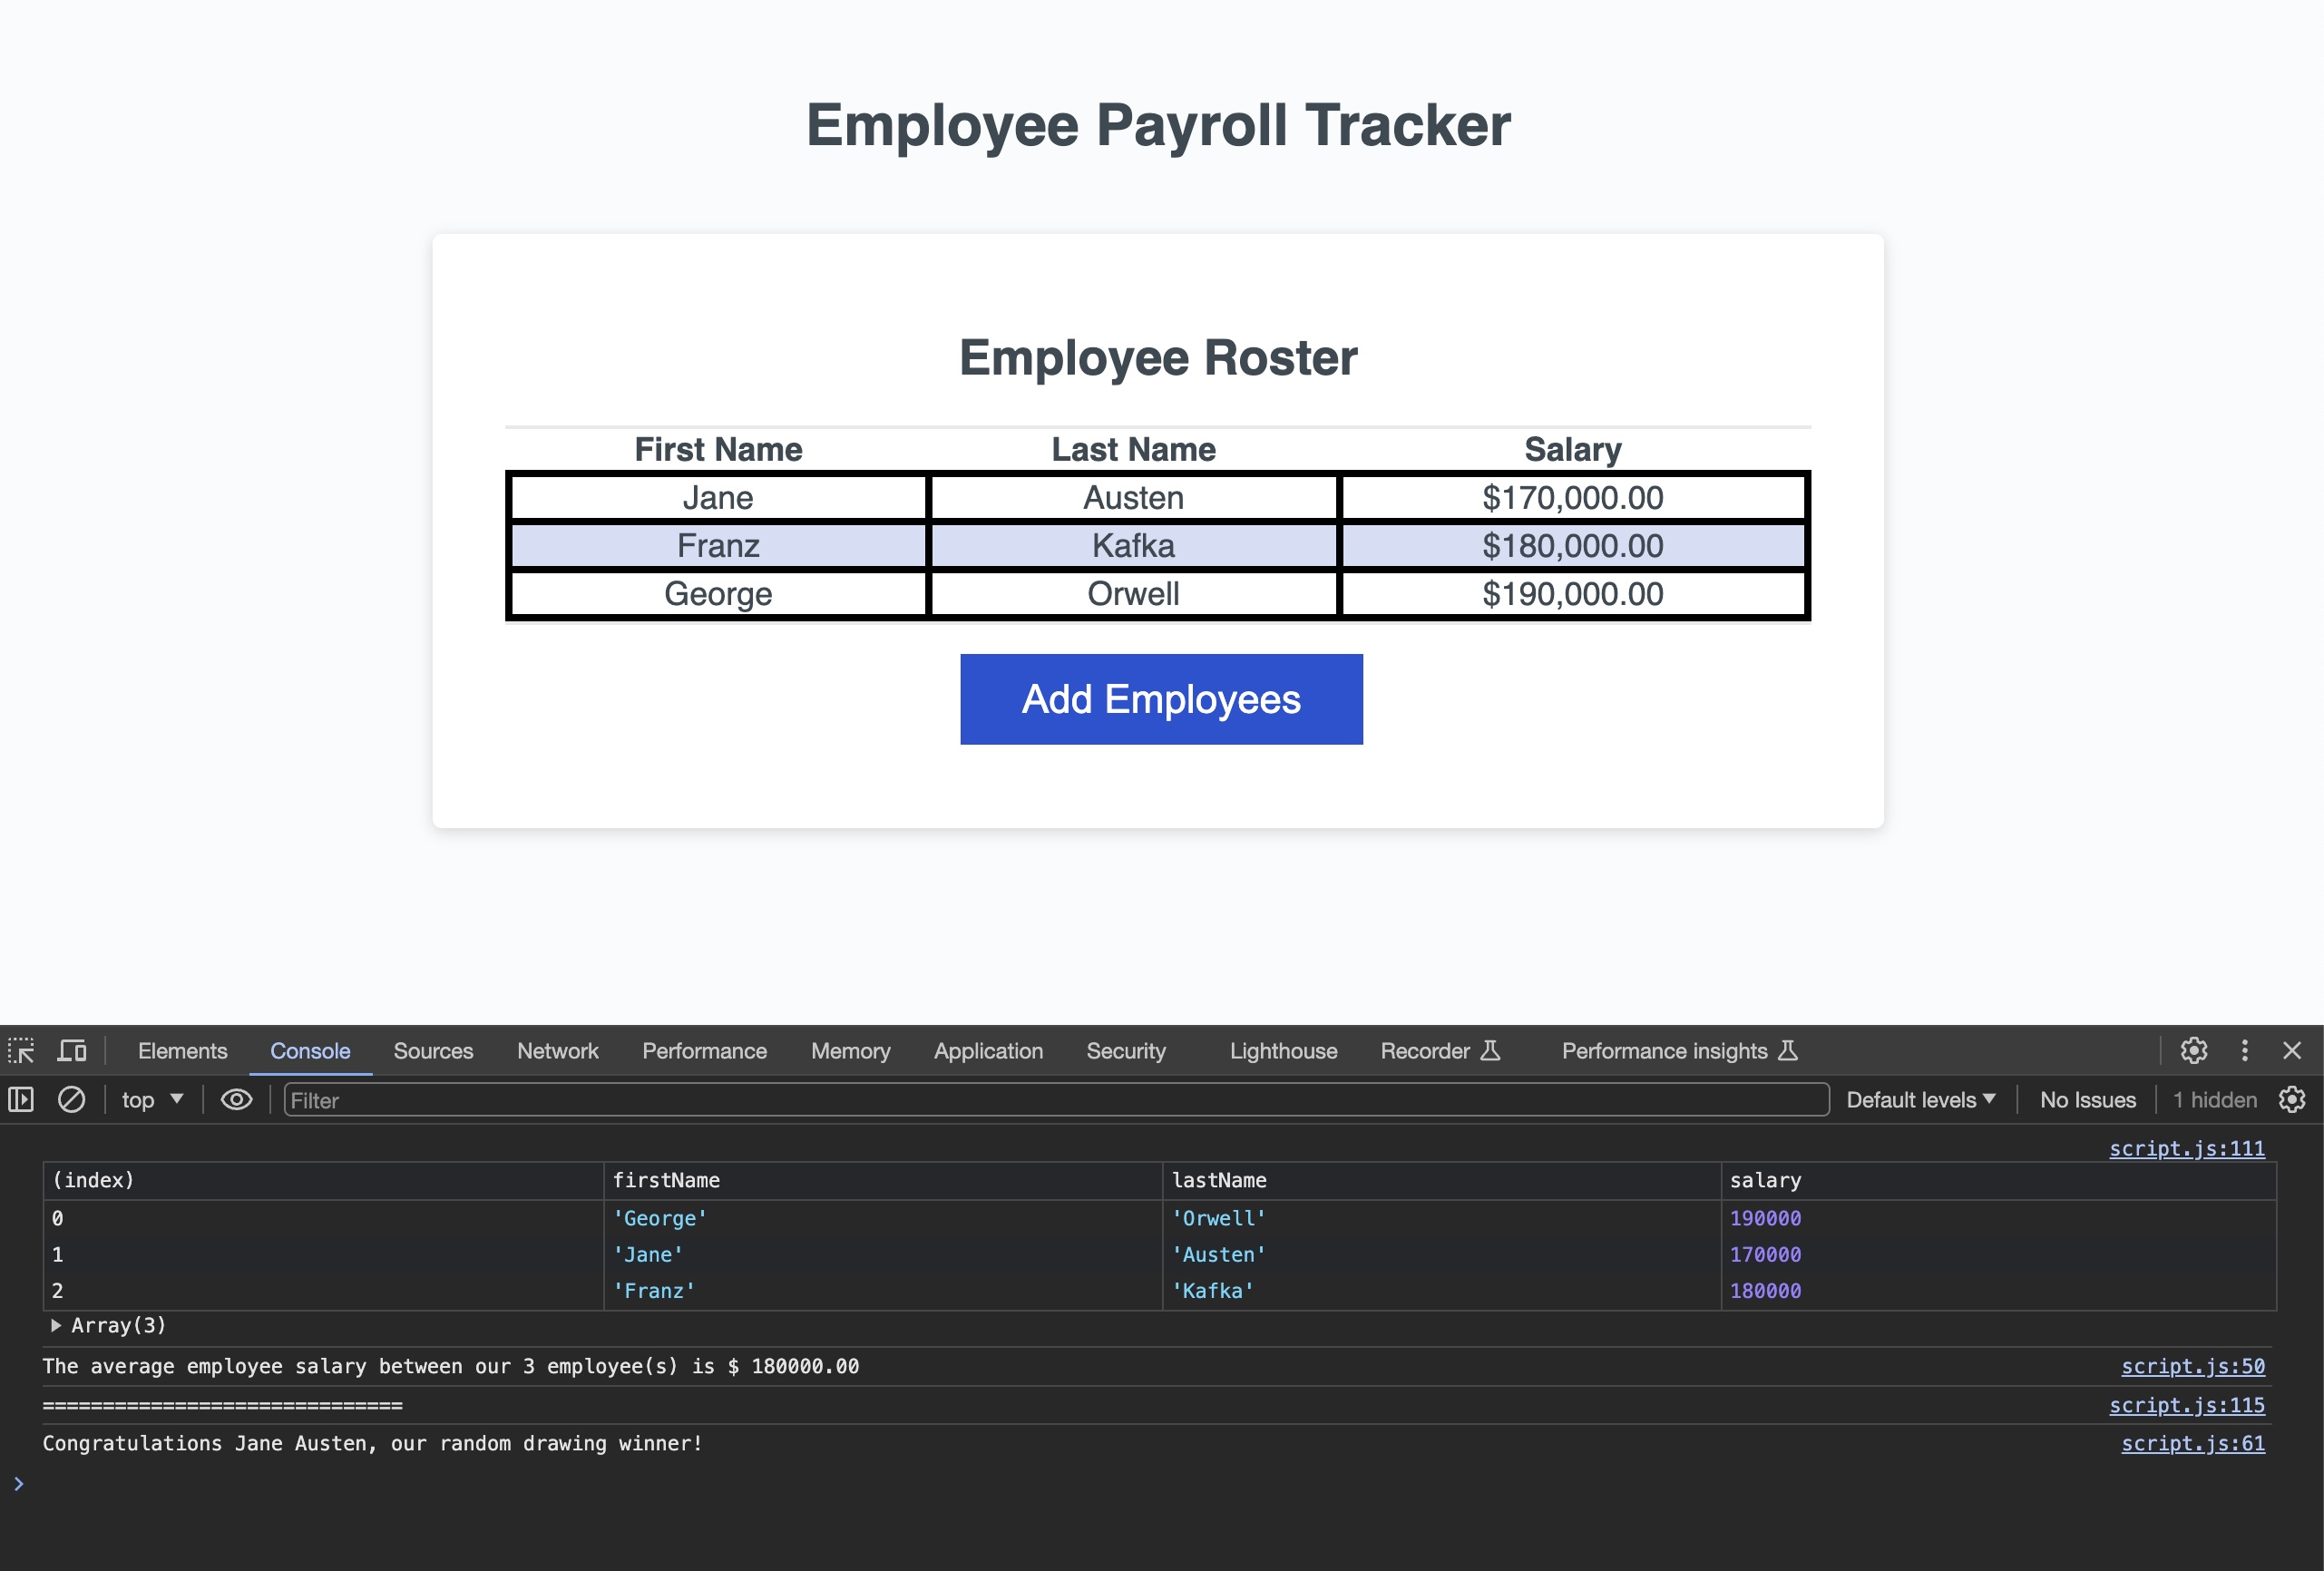 Employee Payroll Tracker
Employee Roster
First Name Last Name Salary
Jane Austen $170,000.00
Franz Kafka $180,000.00
George Orwell $190,000.00
Add Employees
Elements Console Sources Network Performance Memory Application Security Lighthouse Recorder Performance insights
top Filter Default levels No Issues 1 hidden
script.js:111
(index) firstName lastName salary
0 'George' 'Orwell' 190000
1 'Jane' 'Austen' 170000
2 'Franz' 'Kafka' 180000
Array(3)
The average employee salary between our 3 employee(s) is $ 180000.00 script.js:50
============================== script.js:115
Congratulations Jane Austen, our random drawing winner! script.js:61